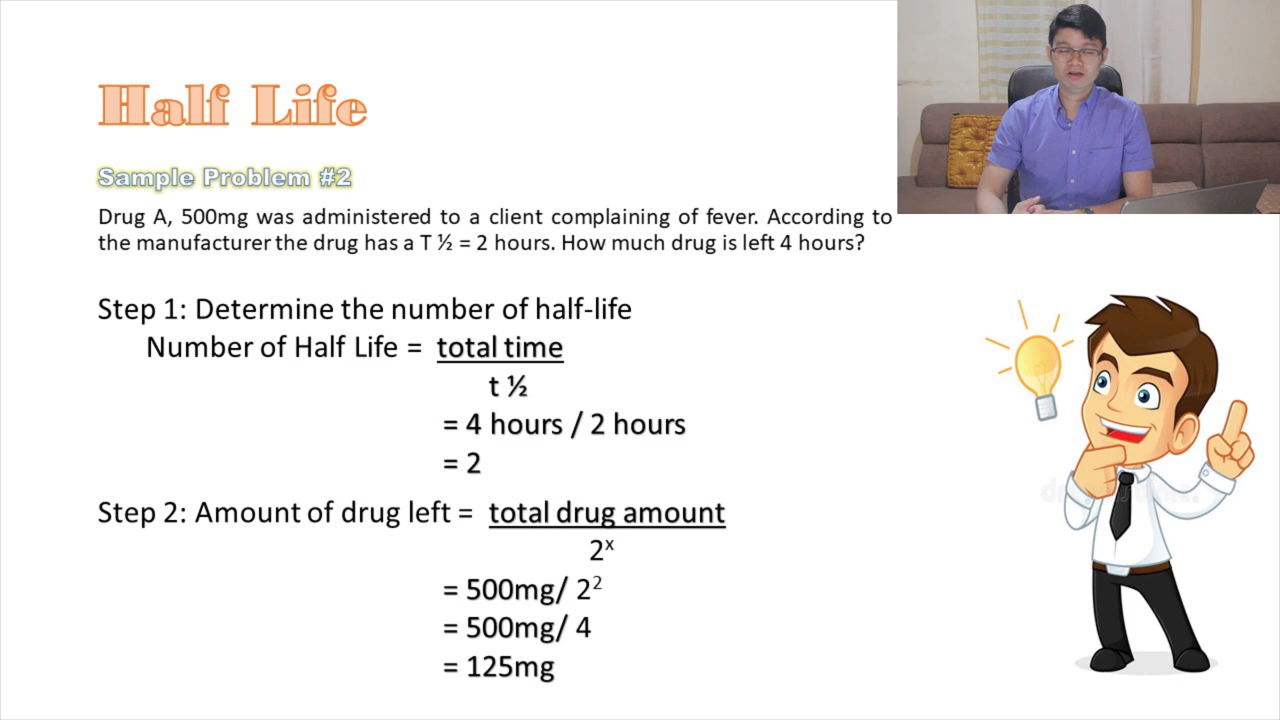 Half Life
Sample Problem #2
Drug A, 500mg was administered to a client complaining of fever. According to
the manufacturer the drug has a T ½ = 2 hours. How much drug is left 4 hours?
Step 1: Determine the number of half-life
Number of Half Life = total time
t ½
= 4 hours / 2 hours
= 2
Step 2: Amount of drug left = total drug amount
2ˣ
= 500mg/ 2²
= 500mg/ 4
= 125mg